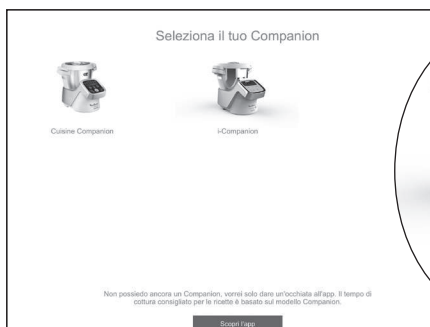 Seleziona il tuo Companion
Cuisine Companion
i-Companion
Non possiedo ancora un Companion, vorrei solo dare un'occhiata all'app. Il tempo di
cottura consigliato per le ricette è basato sul modello Companion.
Scopri l'app